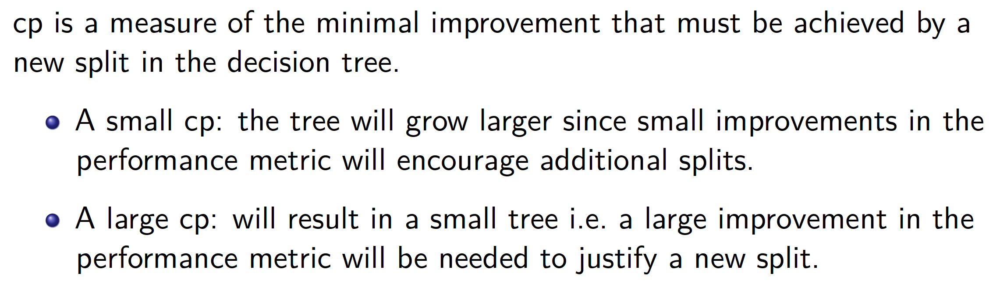 cp is a measure of the minimal improvement that must be achieved by a
new split in the decision tree.
A small cp: the tree will grow larger since small improvements in the
performance metric will encourage additional splits.
A large cp: will result in a small tree i.e. a large improvement in the
performance metric will be needed to justify a new split.